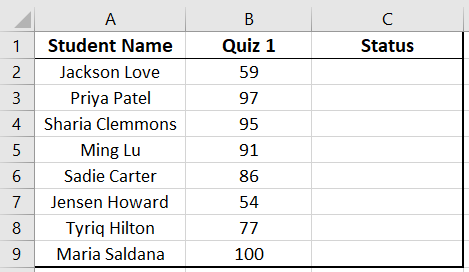 A B C
1 Student Name Quiz 1 Status
2 Jackson Love 59
3 Priya Patel 97
4 Sharia Clemmons 95
5 Ming Lu 91
6 Sadie Carter 86
7 Jensen Howard 54
8 Tyriq Hilton 77
9 Maria Saldana 100